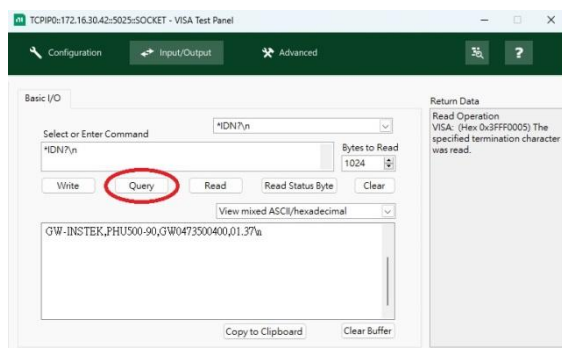 TCPIP0::172.16.30.42::5025::SOCKET - VISA Test Panel
Configuration
Input/Output
Advanced
?
Basic I/O
Select or Enter Command
*IDN?\n
*IDN?\n
Bytes to Read
1024
Write
Query
Read
Read Status Byte
Clear
View mixed ASCII/hexadecimal
GW-INSTEK,PHU500-90,GW0473500400,01.37\n
Copy to Clipboard
Clear Buffer
Return Data
Read Operation
VISA: (Hex 0x3FFF0005) The
specified termination character
was read.